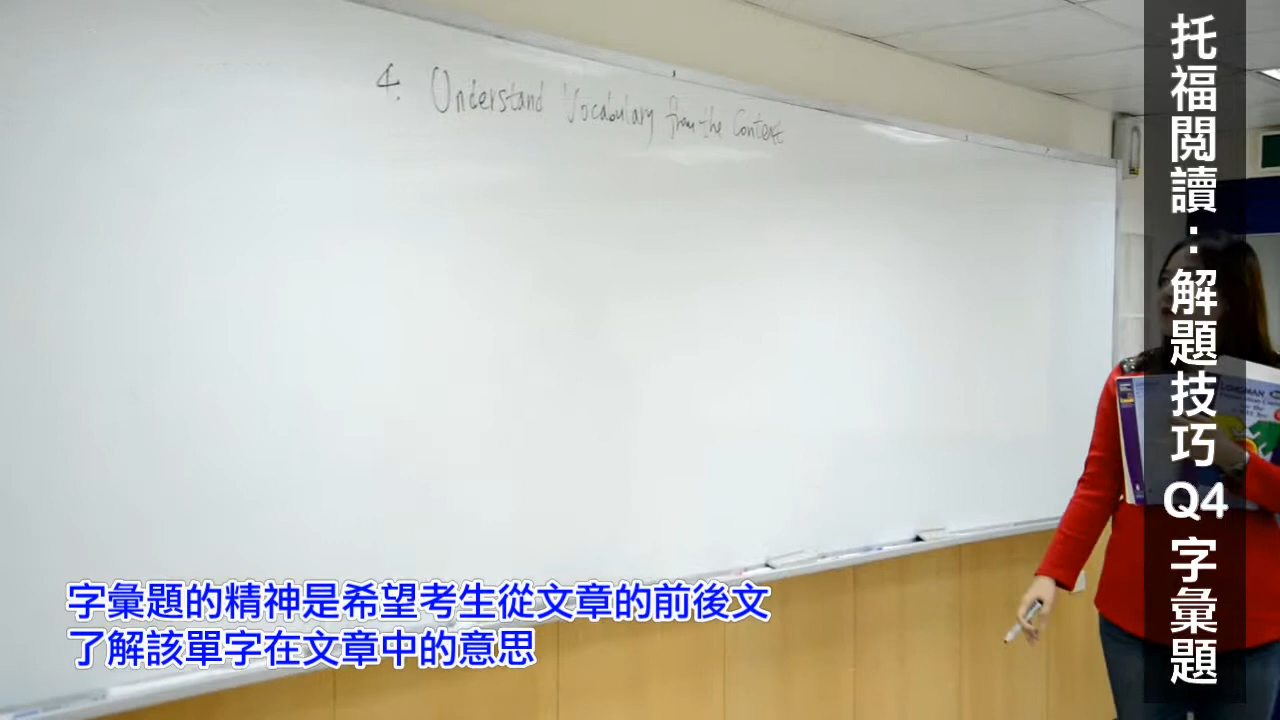 4. Understand Vocabulary from the Context
托福閱讀：解題技巧 Q4 字彙題
LONGMAN
字彙題的精神是希望考生從文章的前後文
了解該單字在文章中的意思